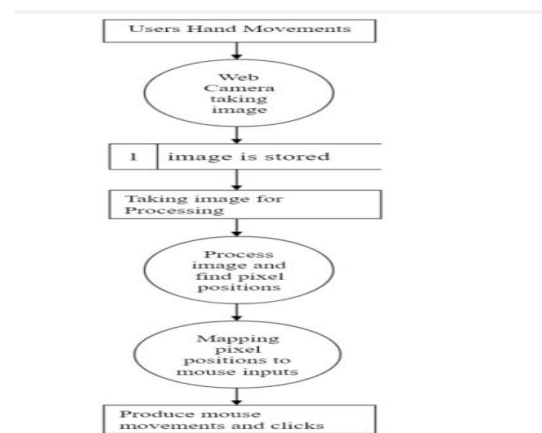 Users Hand Movements
Web
Camera
taking
image
1 image is stored
Taking image for
Processing
Process
image and
find pixel
positions
Mapping
pixel
positions to
mouse inputs
Produce mouse
movements and clicks